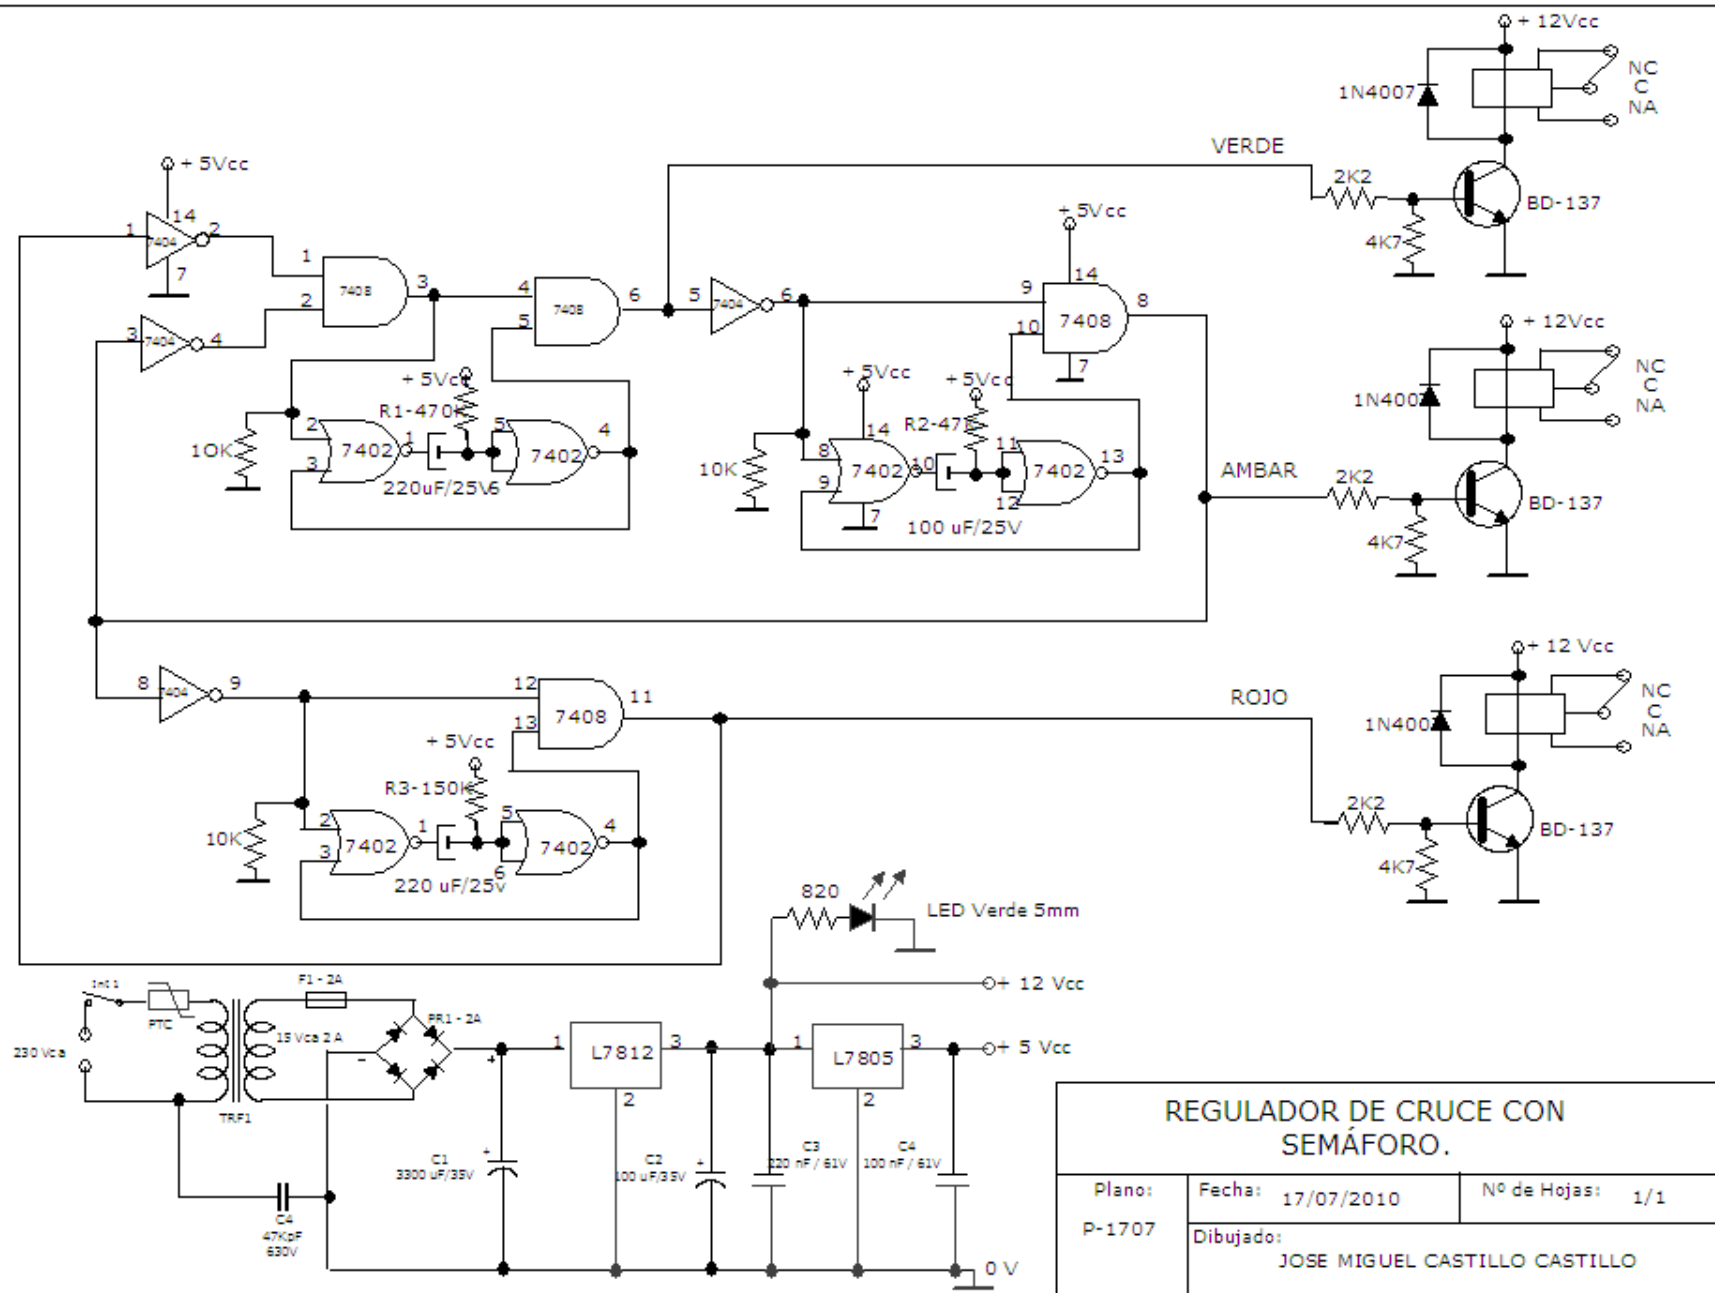 + 12Vcc
NC
C
NA
1N4007
VERDE
2K2
BD-137
4K7
+ 5Vcc
14
1
7404
2
7
1
2
7408
3
3
7404
4
4
5
7408
6
5
7404
6
+ 5Vcc
14
9
10
7408
8
7
+ 12Vcc
NC
C
NA
1N400
AMBAR
2K2
BD-137
4K7
+ 5Vcc
R1-470K
10K
2
3
7402
1
220uF/25V
5
6
7402
4
+ 5Vcc
14
+ 5Vcc
R2-47K
10K
8
9
7402
10
7
100 uF/25V
11
12
7402
13
8
7404
9
12
13
7408
11
ROJO
+ 12 Vcc
NC
C
NA
1N400
2K2
BD-137
4K7
+ 5Vcc
R3-150K
10K
2
3
7402
1
220 uF/25v
5
6
7402
4
820
LED Verde 5mm
+ 12 Vcc
Int 1
PTC
230 Vca
TRF1
F1 - 2A
15 Vca 2 A
PR1 - 2A
-
+
1
L7812
3
2
1
L7805
3
2
+ 5 Vcc
C1
3300 uF/35V
+
C2
100 uF/35V
+
C3
220 nF / 61V
C4
100 nF / 61V
C4
47KpF
630V
0 V
REGULADOR DE CRUCE CON
SEMÁFORO.
Plano:
P-1707
Fecha: 17/07/2010
Nº de Hojas: 1/1
Dibujado:
JOSE MIGUEL CASTILLO CASTILLO